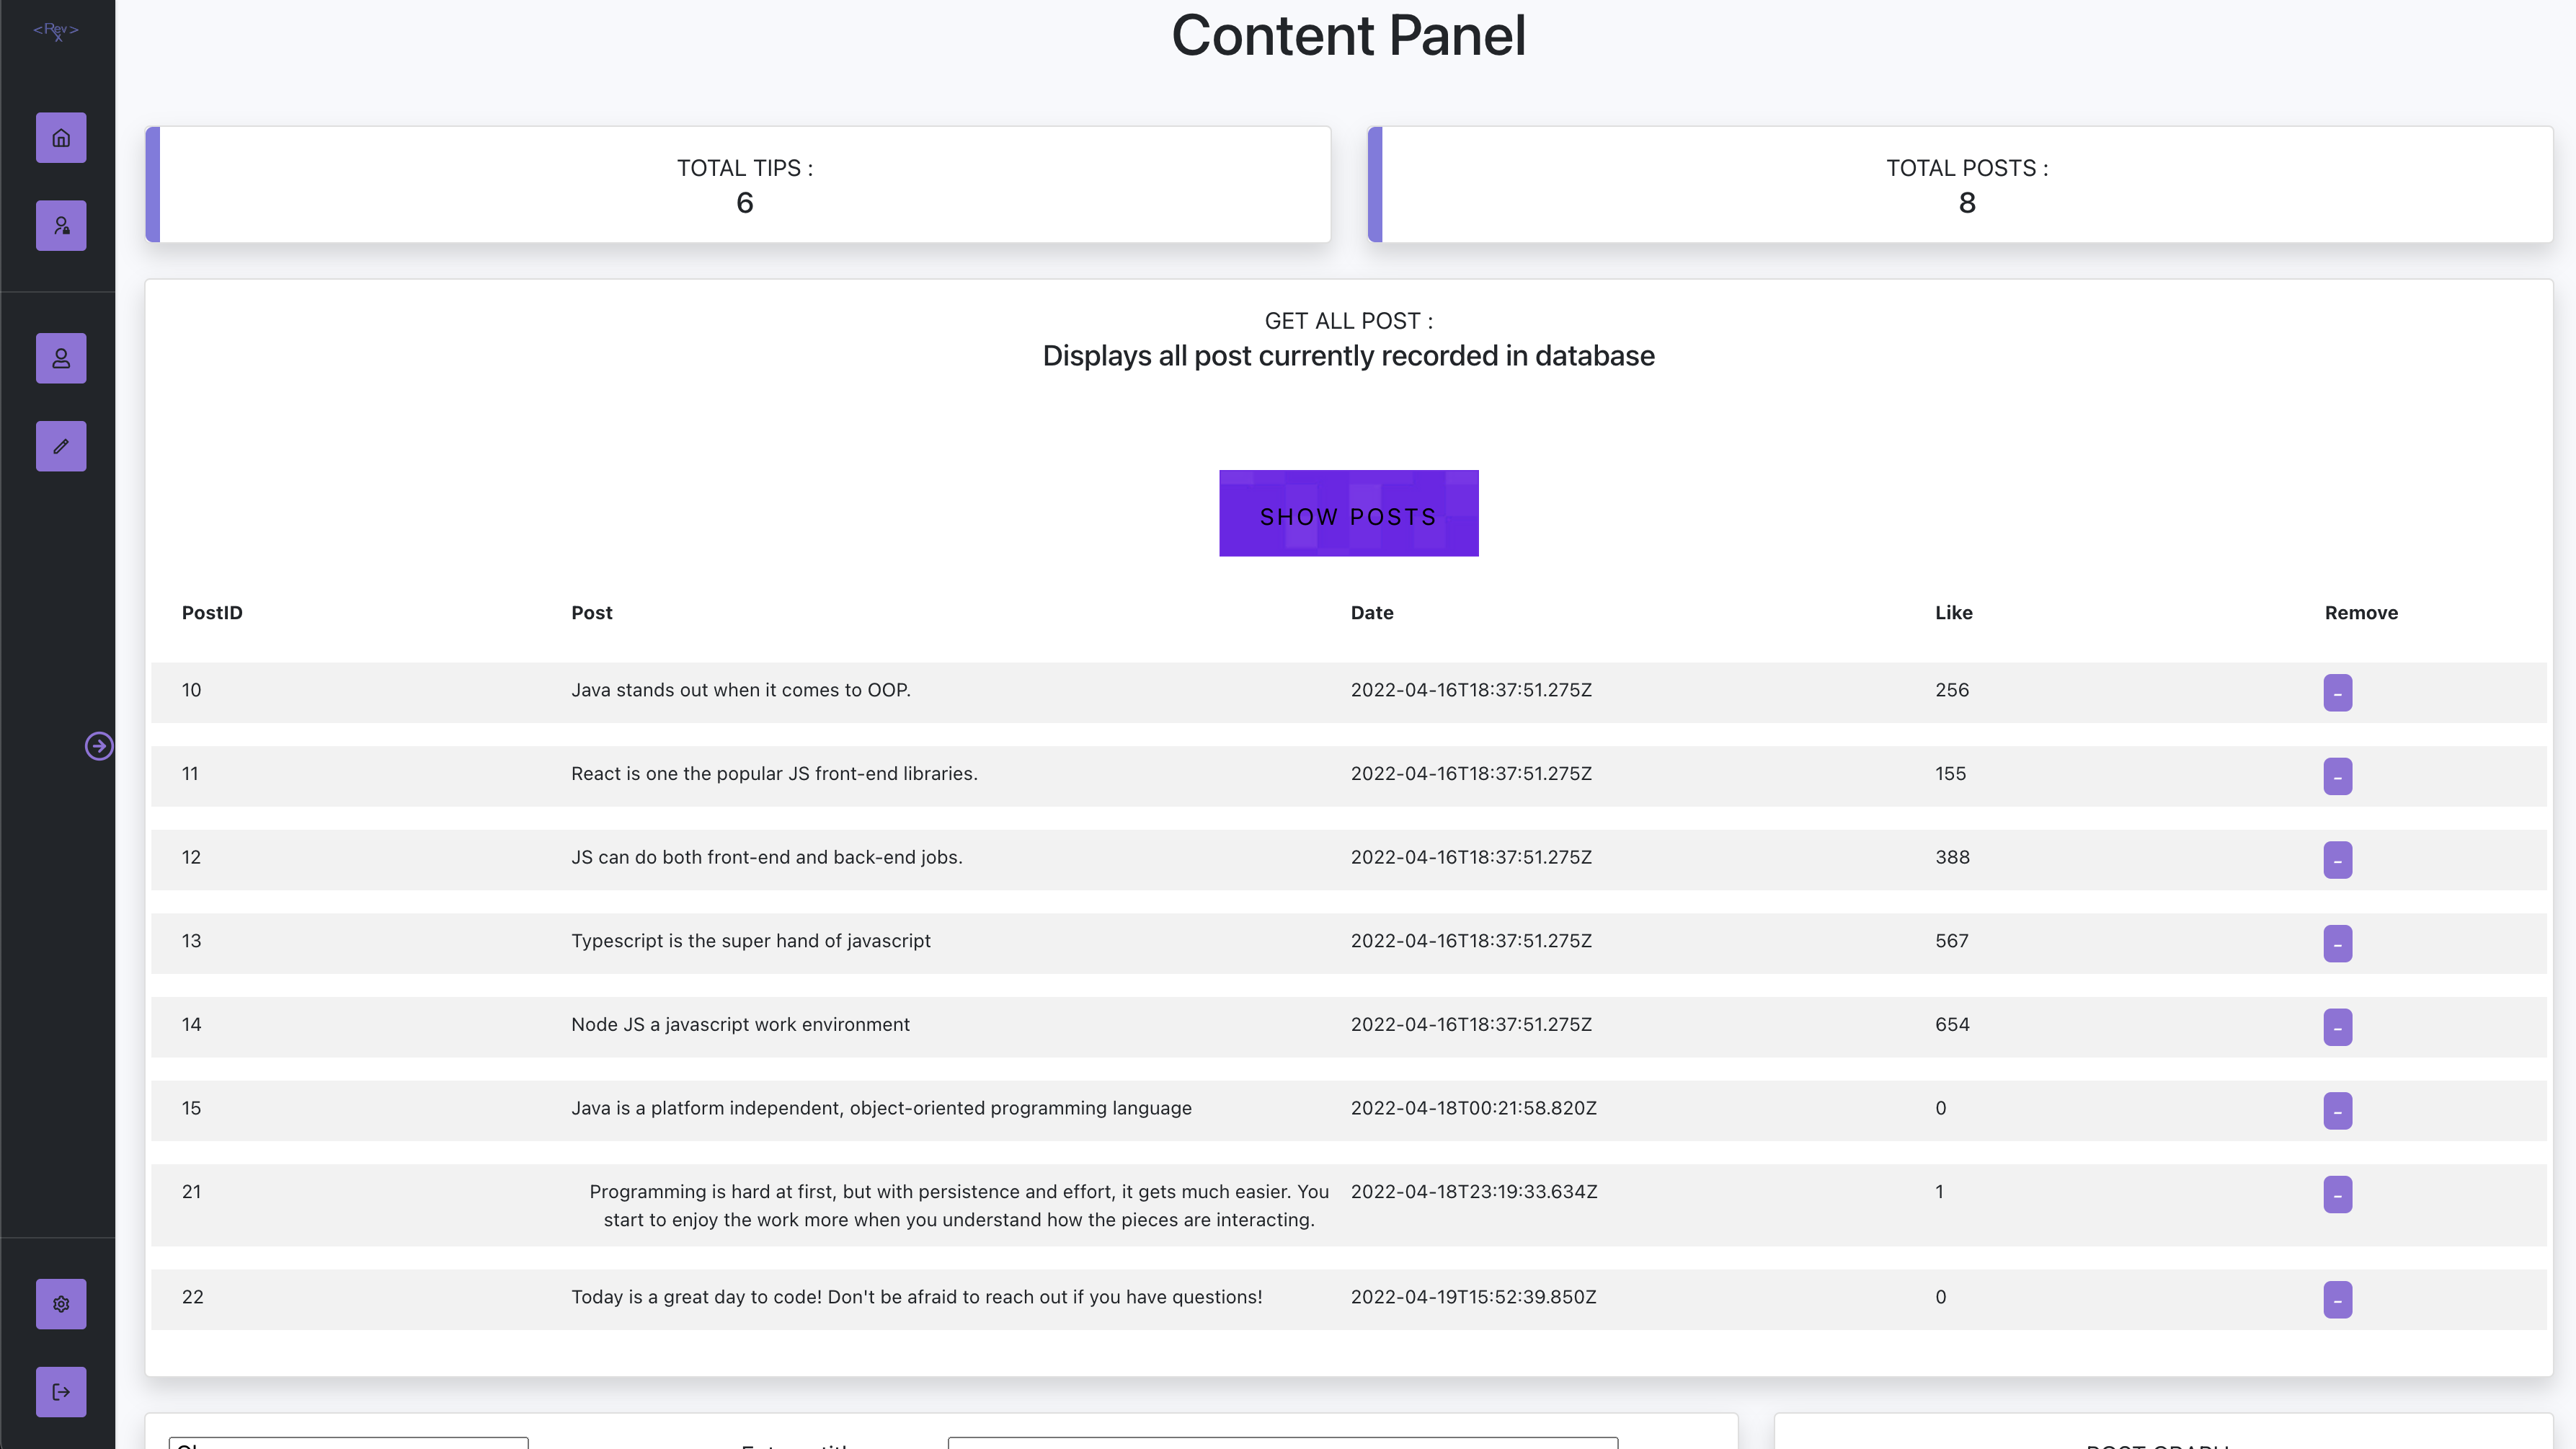 <Rev>
x
Content Panel
TOTAL TIPS :
6
TOTAL POSTS :
8
GET ALL POST :
Displays all post currently recorded in database
SHOW POSTS
PostID Post Date Like Remove
10 Java stands out when it comes to OOP. 2022-04-16T18:37:51.275Z 256 -
11 React is one the popular JS front-end libraries. 2022-04-16T18:37:51.275Z 155 -
12 JS can do both front-end and back-end jobs. 2022-04-16T18:37:51.275Z 388 -
13 Typescript is the super hand of javascript 2022-04-16T18:37:51.275Z 567 -
14 Node JS a javascript work environment 2022-04-16T18:37:51.275Z 654 -
15 Java is a platform independent, object-oriented programming language 2022-04-18T00:21:58.820Z 0 -
21 Programming is hard at first, but with persistence and effort, it gets much easier. You 2022-04-18T23:19:33.634Z 1 -
start to enjoy the work more when you understand how the pieces are interacting.
22 Today is a great day to code! Don't be afraid to reach out if you have questions! 2022-04-19T15:52:39.850Z 0 -